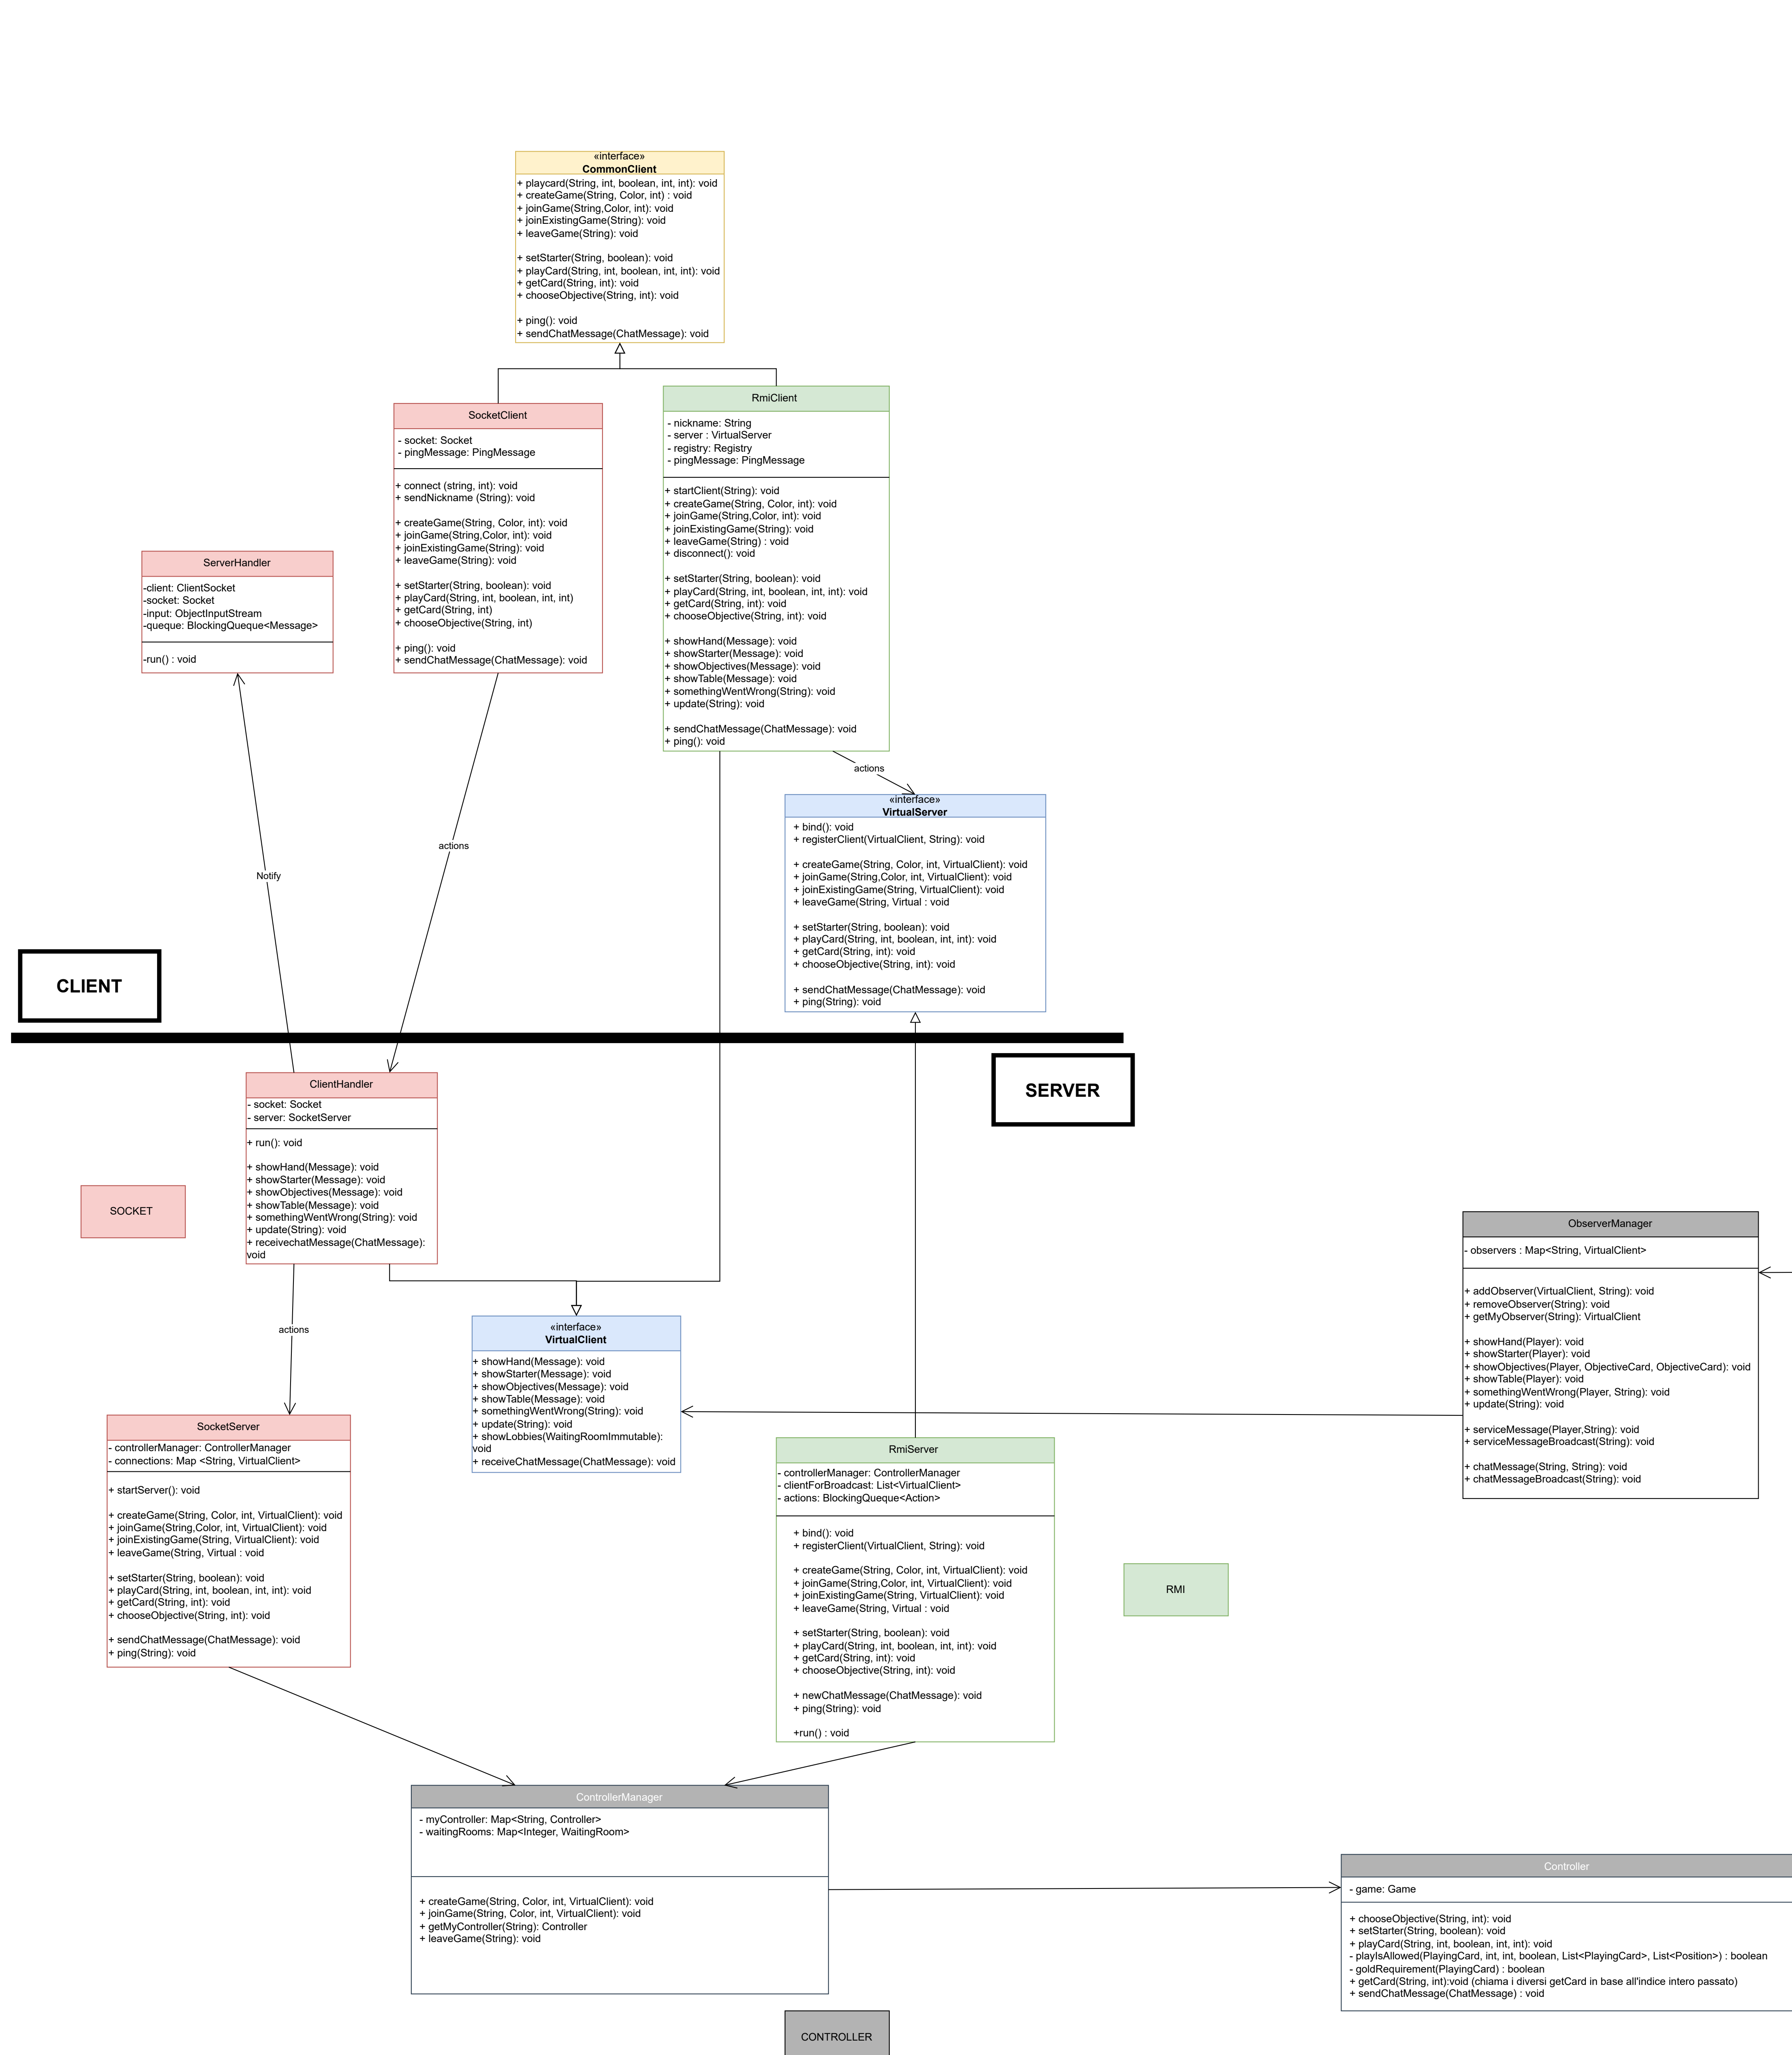 «interface»
CommonClient
+ playcard(String, int, boolean, int, int): void
+ createGame(String, Color, int) : void
+ joinGame(String,Color, int): void
+ joinExistingGame(String): void
+ leaveGame(String): void
+ setStarter(String, boolean): void
+ playCard(String, int, boolean, int, int): void
+ getCard(String, int): void
+ chooseObjective(String, int): void
+ ping(): void
+ sendChatMessage(ChatMessage): void
SocketClient
- socket: Socket
- pingMessage: PingMessage
+ connect (string, int): void
+ sendNickname (String): void
+ createGame(String, Color, int): void
+ joinGame(String,Color, int): void
+ joinExistingGame(String): void
+ leaveGame(String): void
+ setStarter(String, boolean): void
+ playCard(String, int, boolean, int, int)
+ getCard(String, int)
+ chooseObjective(String, int)
+ ping(): void
+ sendChatMessage(ChatMessage): void
RmiClient
- nickname: String
- server : VirtualServer
- registry: Registry
- pingMessage: PingMessage
+ startClient(String): void
+ createGame(String, Color, int): void
+ joinGame(String,Color, int): void
+ joinExistingGame(String): void
+ leaveGame(String) : void
+ disconnect(): void
+ setStarter(String, boolean): void
+ playCard(String, int, boolean, int, int): void
+ getCard(String, int): void
+ chooseObjective(String, int): void
+ showHand(Message): void
+ showStarter(Message): void
+ showObjectives(Message): void
+ showTable(Message): void
+ somethingWentWrong(String): void
+ update(String): void
+ sendChatMessage(ChatMessage): void
+ ping(): void
ServerHandler
-client: ClientSocket
-socket: Socket
-input: ObjectInputStream
-queque: BlockingQueque<Message>
-run() : void
actions
«interface»
VirtualServer
+ bind(): void
+ registerClient(VirtualClient, String): void
+ createGame(String, Color, int, VirtualClient): void
+ joinGame(String,Color, int, VirtualClient): void
+ joinExistingGame(String, VirtualClient): void
+ leaveGame(String, Virtual : void
+ setStarter(String, boolean): void
+ playCard(String, int, boolean, int, int): void
+ getCard(String, int): void
+ chooseObjective(String, int): void
+ sendChatMessage(ChatMessage): void
+ ping(String): void
actions
Notify
CLIENT
SERVER
ClientHandler
- socket: Socket
- server: SocketServer
+ run(): void
+ showHand(Message): void
+ showStarter(Message): void
+ showObjectives(Message): void
+ showTable(Message): void
+ somethingWentWrong(String): void
+ update(String): void
+ receivechatMessage(ChatMessage):
void
SOCKET
actions
«interface»
VirtualClient
+ showHand(Message): void
+ showStarter(Message): void
+ showObjectives(Message): void
+ showTable(Message): void
+ somethingWentWrong(String): void
+ update(String): void
+ showLobbies(WaitingRoomImmutable):
void
+ receiveChatMessage(ChatMessage): void
ObserverManager
- observers : Map<String, VirtualClient>
+ addObserver(VirtualClient, String): void
+ removeObserver(String): void
+ getMyObserver(String): VirtualClient
+ showHand(Player): void
+ showStarter(Player): void
+ showObjectives(Player, ObjectiveCard, ObjectiveCard): void
+ showTable(Player): void
+ somethingWentWrong(Player, String): void
+ update(String): void
+ serviceMessage(Player,String): void
+ serviceMessageBroadcast(String): void
+ chatMessage(String, String): void
+ chatMessageBroadcast(String): void
SocketServer
- controllerManager: ControllerManager
- connections: Map <String, VirtualClient>
+ startServer(): void
+ createGame(String, Color, int, VirtualClient): void
+ joinGame(String,Color, int, VirtualClient): void
+ joinExistingGame(String, VirtualClient): void
+ leaveGame(String, Virtual : void
+ setStarter(String, boolean): void
+ playCard(String, int, boolean, int, int): void
+ getCard(String, int): void
+ chooseObjective(String, int): void
+ sendChatMessage(ChatMessage): void
+ ping(String): void
RmiServer
- controllerManager: ControllerManager
- clientForBroadcast: List<VirtualClient>
- actions: BlockingQueque<Action>
+ bind(): void
+ registerClient(VirtualClient, String): void
+ createGame(String, Color, int, VirtualClient): void
+ joinGame(String,Color, int, VirtualClient): void
+ joinExistingGame(String, VirtualClient): void
+ leaveGame(String, Virtual : void
+ setStarter(String, boolean): void
+ playCard(String, int, boolean, int, int): void
+ getCard(String, int): void
+ chooseObjective(String, int): void
+ newChatMessage(ChatMessage): void
+ ping(String): void
+run() : void
RMI
ControllerManager
- myController: Map<String, Controller>
- waitingRooms: Map<Integer, WaitingRoom>
+ createGame(String, Color, int, VirtualClient): void
+ joinGame(String, Color, int, VirtualClient): void
+ getMyController(String): Controller
+ leaveGame(String): void
Controller
- game: Game
+ chooseObjective(String, int): void
+ setStarter(String, boolean): void
+ playCard(String, int, boolean, int, int): void
- playIsAllowed(PlayingCard, int, int, boolean, List<PlayingCard>, List<Position>) : boolean
- goldRequirement(PlayingCard) : boolean
+ getCard(String, int):void (chiama i diversi getCard in base all'indice intero passato)
+ sendChatMessage(ChatMessage) : void
CONTROLLER